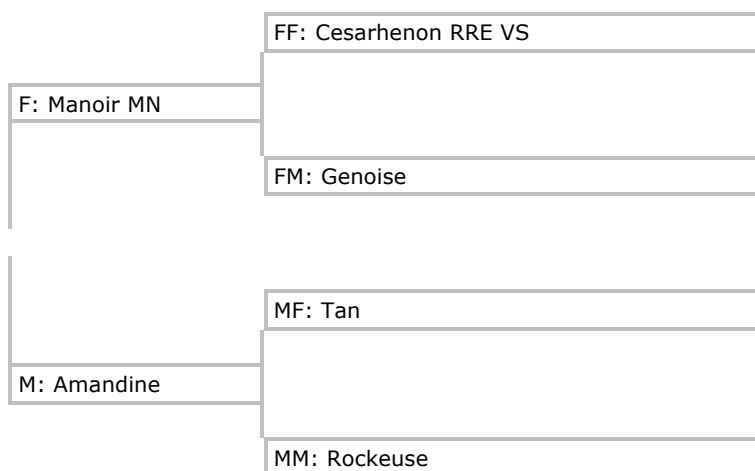 FF: Cesarhenon RRE VS
F: Manoir MN
FM: Genoise
MF: Tan
M: Amandine
MM: Rockeuse